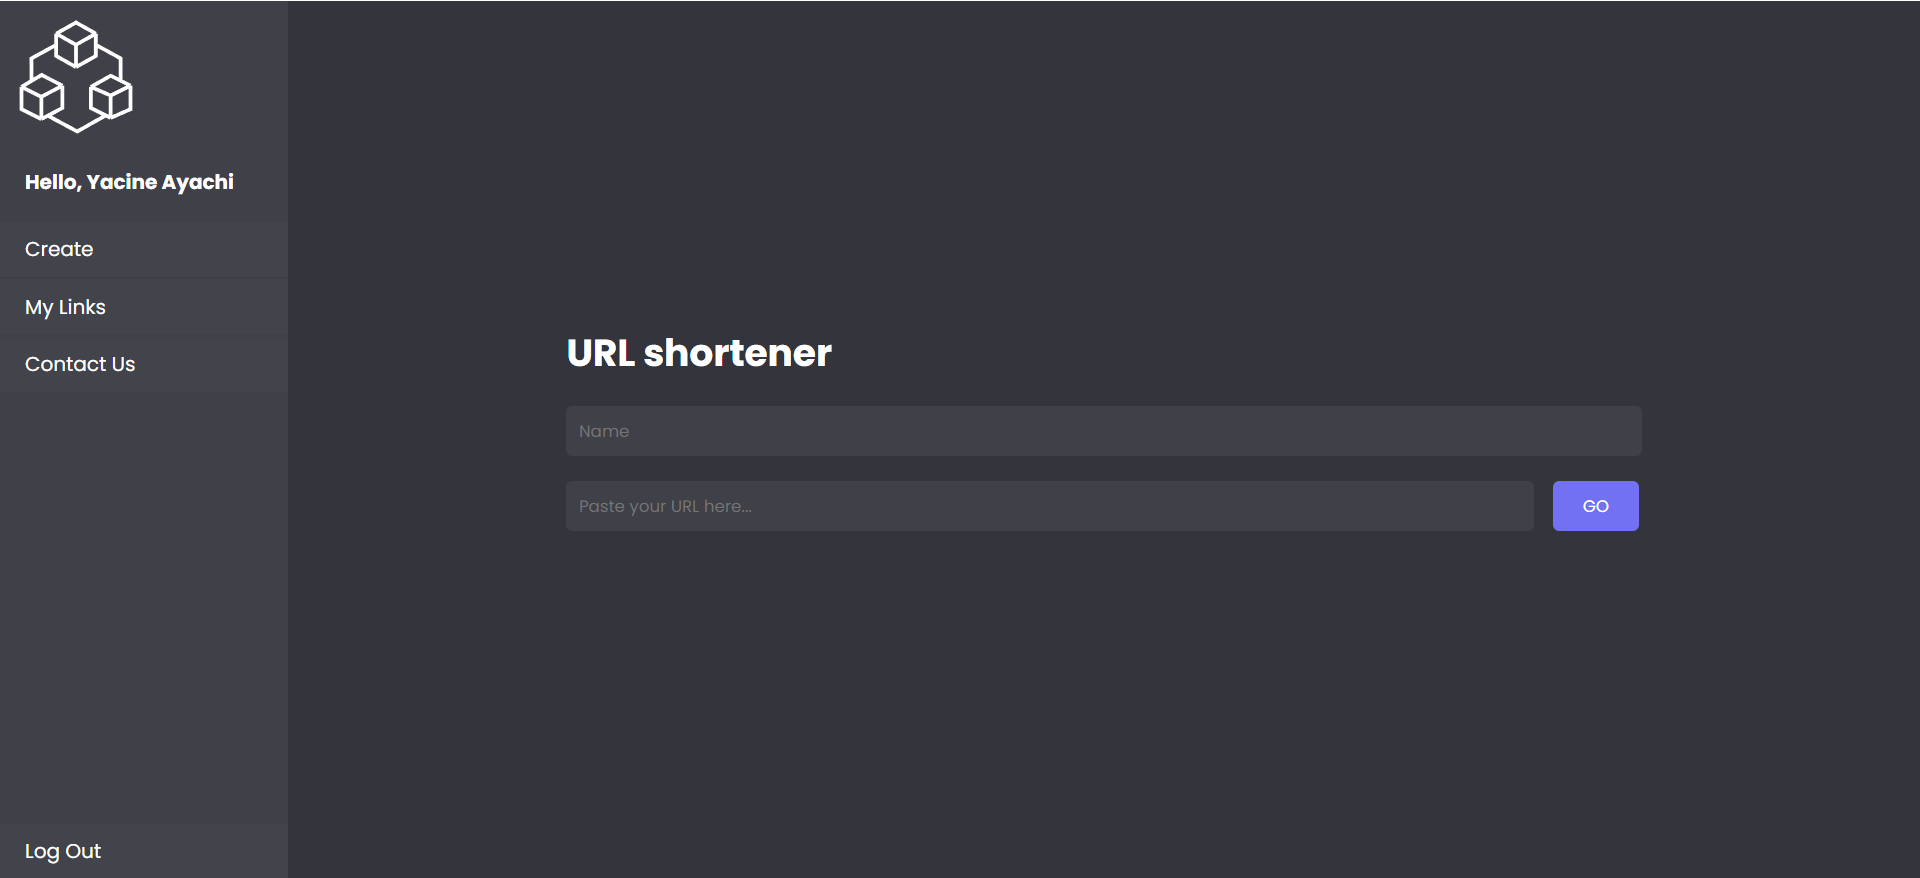 Hello, Yacine Ayachi
Create
My Links
Contact Us
Log Out
URL shortener
Name
Paste your URL here...
GO